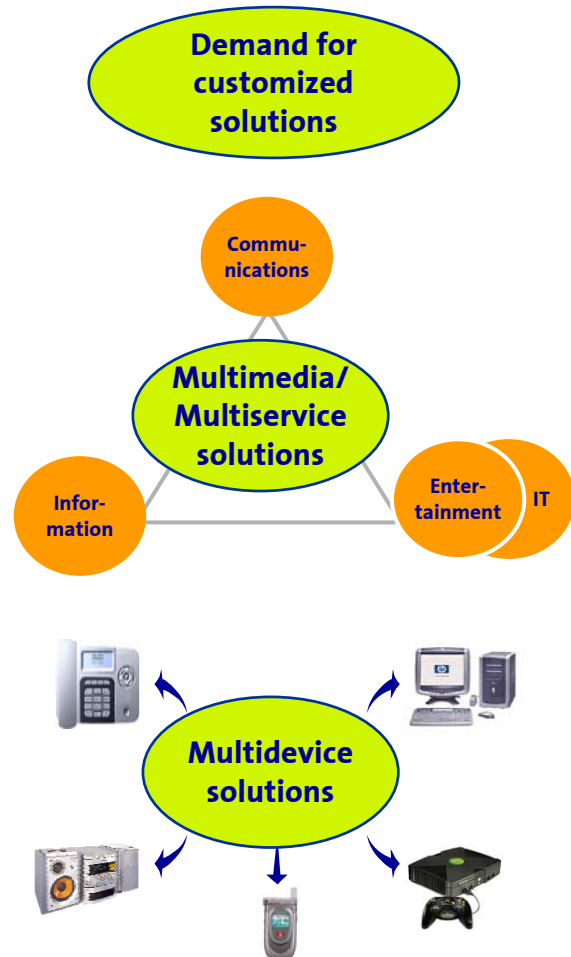 Demand for
customized
solutions
Commu-
nications
Multimedia/
Multiservice
solutions
Infor-
mation
Enter-
tainment
IT
Multidevice
solutions